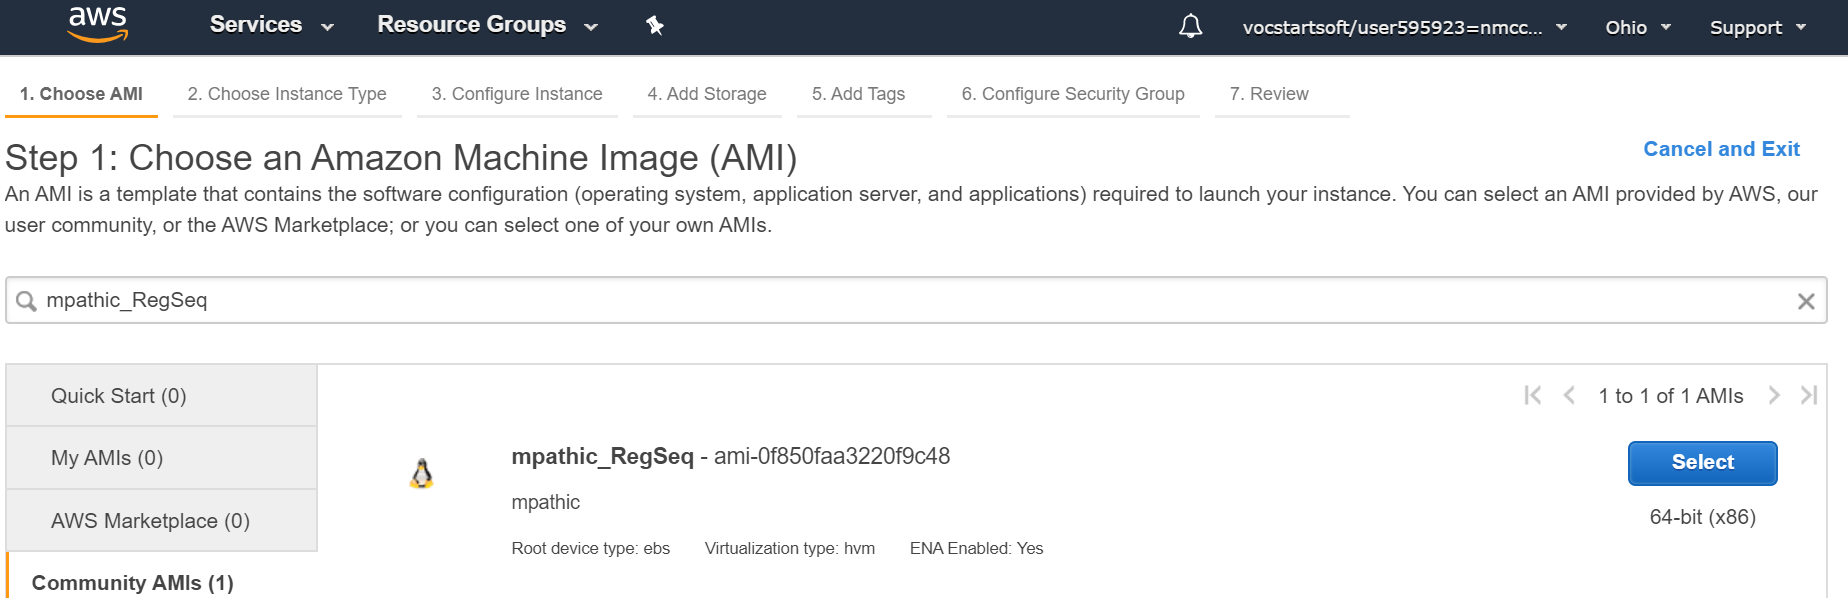 aws Services Resource Groups vocstartsoft/user595923=nmcc... Ohio Support
1. Choose AMI 2. Choose Instance Type 3. Configure Instance 4. Add Storage 5. Add Tags 6. Configure Security Group 7. Review
Step 1: Choose an Amazon Machine Image (AMI)
Cancel and Exit
An AMI is a template that contains the software configuration (operating system, application server, and applications) required to launch your instance. You can select an AMI provided by AWS, our
user community, or the AWS Marketplace; or you can select one of your own AMIs.
mpathic_RegSeq
Quick Start (0)
My AMIs (0)
AWS Marketplace (0)
Community AMIs (1)
1 to 1 of 1 AMIs
mpathic_RegSeq - ami-0f850faa3220f9c48
Select
mpathic
64-bit (x86)
Root device type: ebs Virtualization type: hvm ENA Enabled: Yes